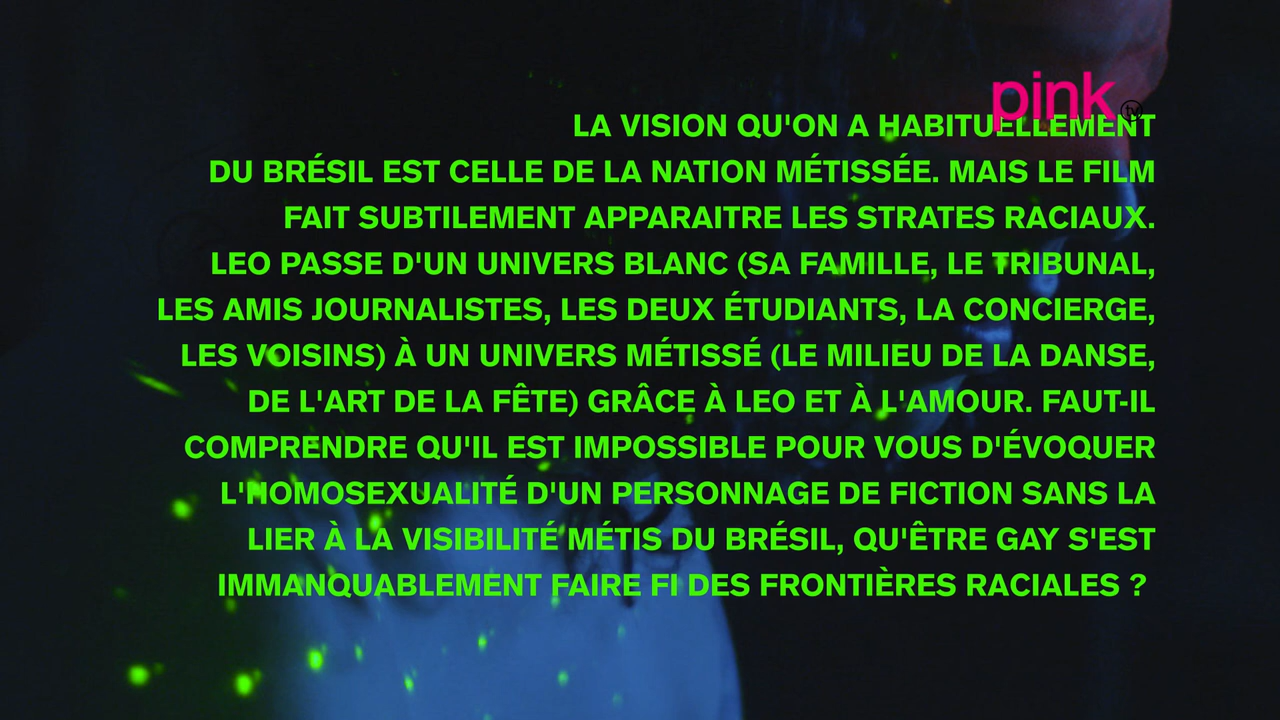 pink tv
LA VISION QU'ON A HABITUELLEMENT
DU BRÉSIL EST CELLE DE LA NATION MÉTISSÉE. MAIS LE FILM
FAIT SUBTILEMENT APPARAITRE LES STRATES RACIAUX.
LEO PASSE D'UN UNIVERS BLANC (SA FAMILLE, LE TRIBUNAL,
LES AMIS JOURNALISTES, LES DEUX ÉTUDIANTS, LA CONCIERGE,
LES VOISINS) À UN UNIVERS MÉTISSÉ (LE MILIEU DE LA DANSE,
DE L'ART DE LA FÊTE) GRÂCE À LEO ET À L'AMOUR. FAUT-IL
COMPRENDRE QU'IL EST IMPOSSIBLE POUR VOUS D'ÉVOQUER
L'HOMOSEXUALITÉ D'UN PERSONNAGE DE FICTION SANS LA
LIER À LA VISIBILITÉ MÉTIS DU BRÉSIL, QU'ÊTRE GAY S'EST
IMMANQUABLEMENT FAIRE FI DES FRONTIÈRES RACIALES ?